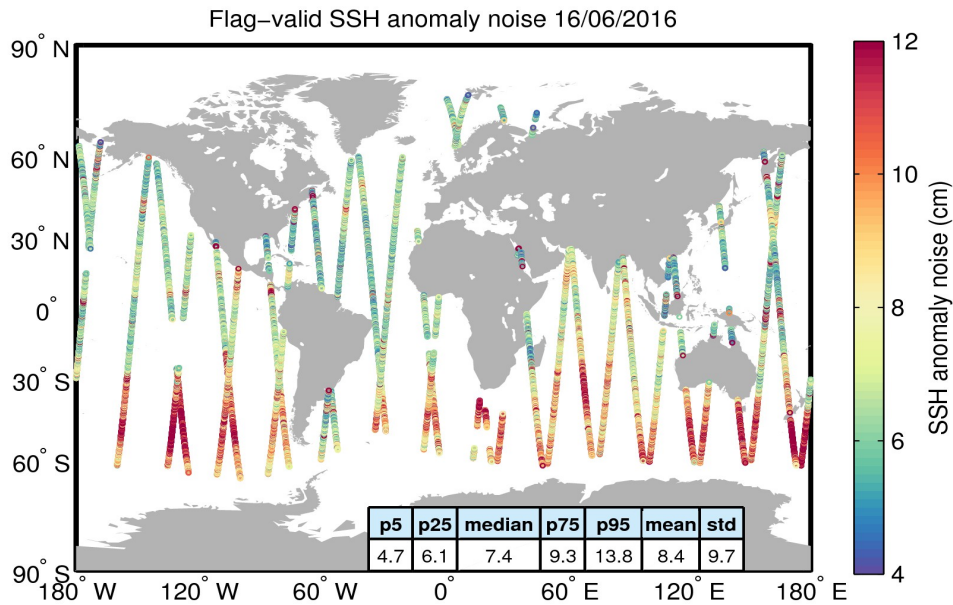 Flag−valid SSH anomaly noise 16/06/2016
90° N
60° N
30° N
0°
30° S
60° S
90° S
180° W
120° W
60° W
0°
60° E
120° E
180° E
p5 p25 median p75 p95 mean std
4.7 6.1 7.4 9.3 13.8 8.4 9.7
12
10
8
6
4
SSH anomaly noise (cm)